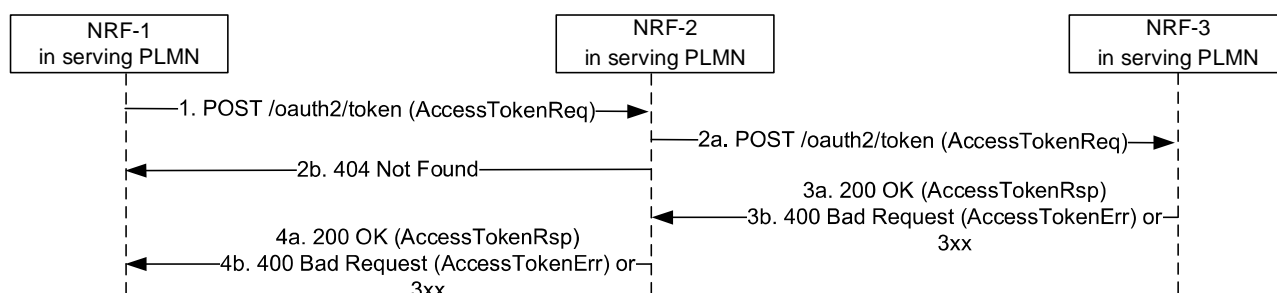 NRF-1
in serving PLMN
NRF-2
in serving PLMN
NRF-3
in serving PLMN
1. POST /oauth2/token (AccessTokenReq)
2a. POST /oauth2/token (AccessTokenReq)
2b. 404 Not Found
3a. 200 OK (AccessTokenRsp)
3b. 400 Bad Request (AccessTokenErr) or
3xx
4a. 200 OK (AccessTokenRsp)
4b. 400 Bad Request (AccessTokenErr) or
3xx